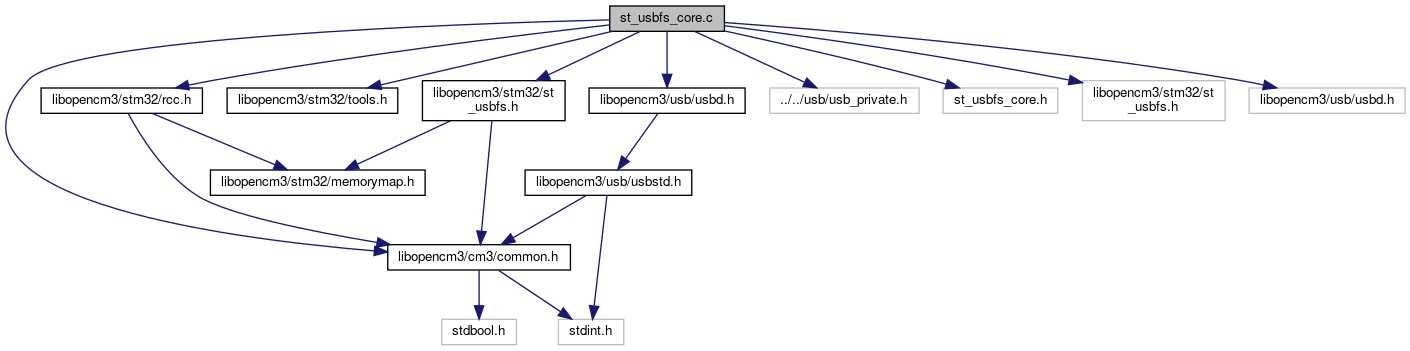 st_usbfs_core.c
libopencm3/stm32/rcc.h
libopencm3/stm32/tools.h
libopencm3/stm32/st
_usbfs.h
libopencm3/usb/usbd.h
../../usb/usb_private.h
st_usbfs_core.h
libopencm3/stm32/st
_usbfs.h
libopencm3/usb/usbd.h
libopencm3/stm32/memorymap.h
libopencm3/usb/usbstd.h
libopencm3/cm3/common.h
stdbool.h
stdint.h